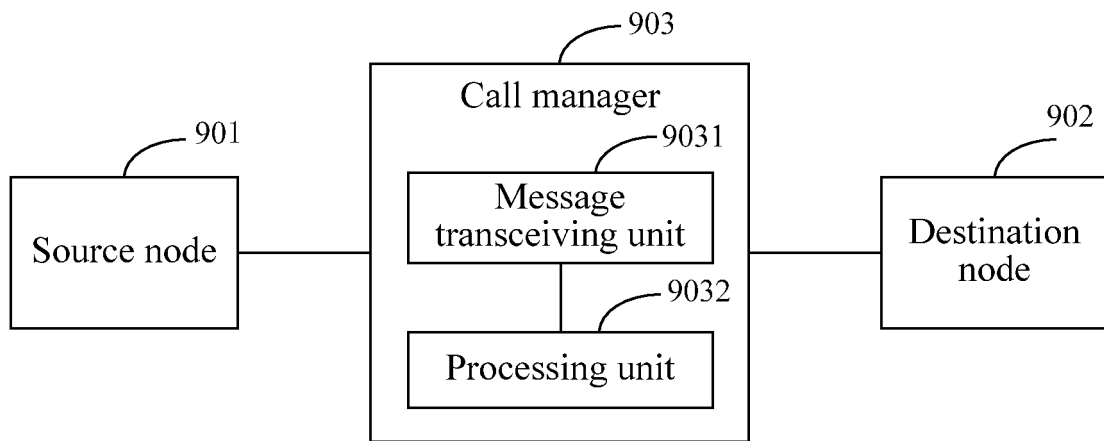 903
Call manager
901
9031
902
Message
transceiving unit
Source node
Destination
node
9032
Processing unit